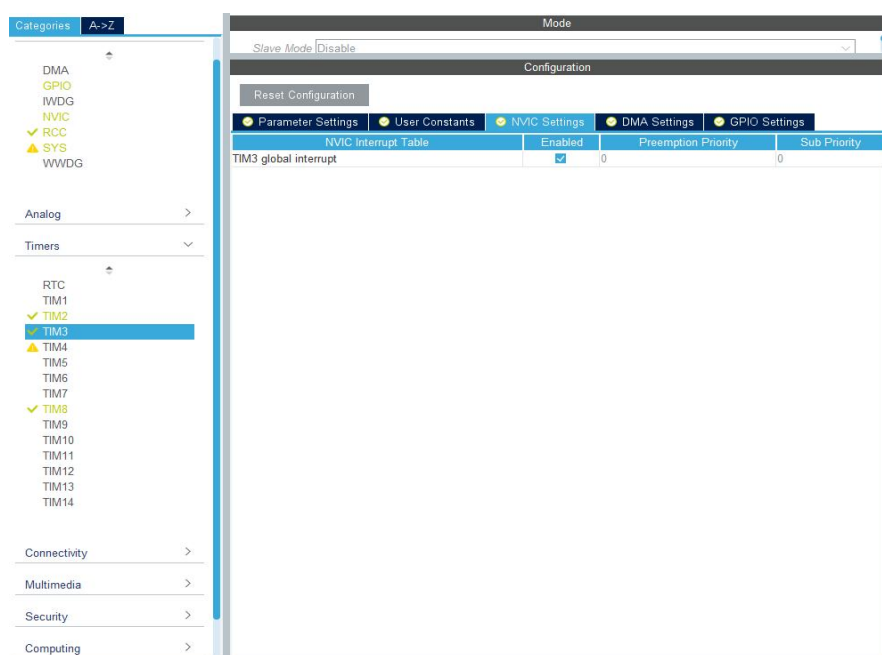 Categories A->Z
DMA
GPIO
IWDG
NVIC
RCC
SYS
WWDG
Analog
Timers
RTC
TIM1
TIM2
TIM3
TIM4
TIM5
TIM6
TIM7
TIM8
TIM9
TIM10
TIM11
TIM12
TIM13
TIM14
Connectivity
Multimedia
Security
Computing
Mode
Slave Mode Disable
Configuration
Reset Configuration
Parameter Settings User Constants NVIC Settings DMA Settings GPIO Settings
NVIC Interrupt Table Enabled Preemption Priority Sub Priority
TIM3 global interrupt 0 0